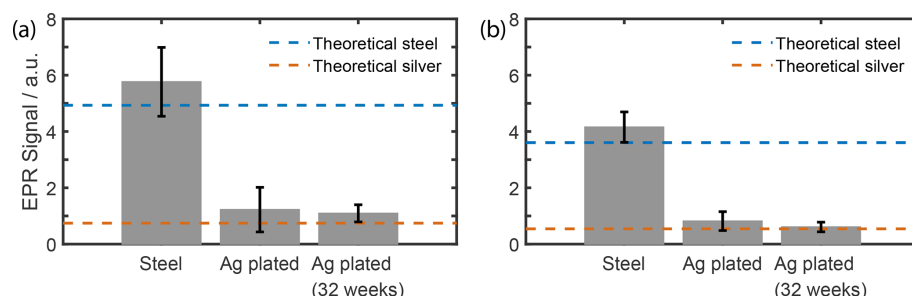 (a)
8
6
4
2
0
EPR Signal / a.u.
Theoretical steel
Theoretical silver
Steel
Ag plated
Ag plated
(32 weeks)
(b)
8
6
4
2
0
Theoretical steel
Theoretical silver
Steel
Ag plated
Ag plated
(32 weeks)